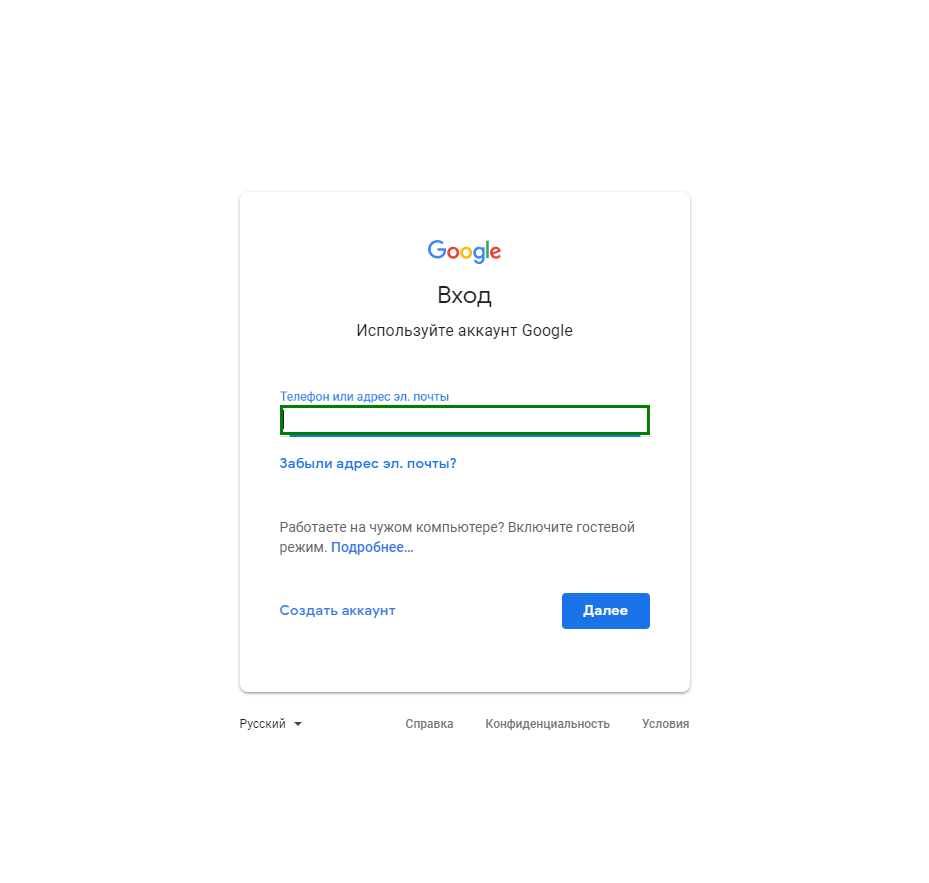 Google
Вход
Используйте аккаунт Google
Телефон или адрес эл. почты
Забыли адрес эл. почты?
Работаете на чужом компьютере? Включите гостевой
режим. Подробнее…
Создать аккаунт Далее
Русский Справка Конфиденциальность Условия